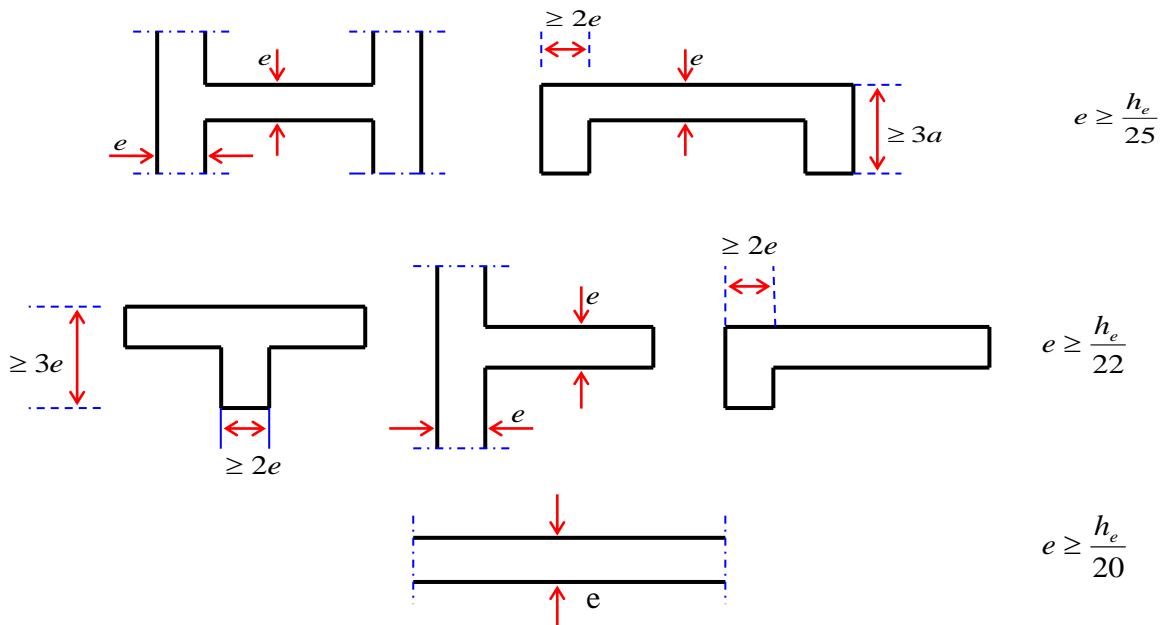 ≥ 2e
e
e
e
≥ 3a
e ≥ h_e/25
≥ 2e
e
≥ 3e
e
≥ 2e
e ≥ h_e/22
e
e ≥ h_e/20